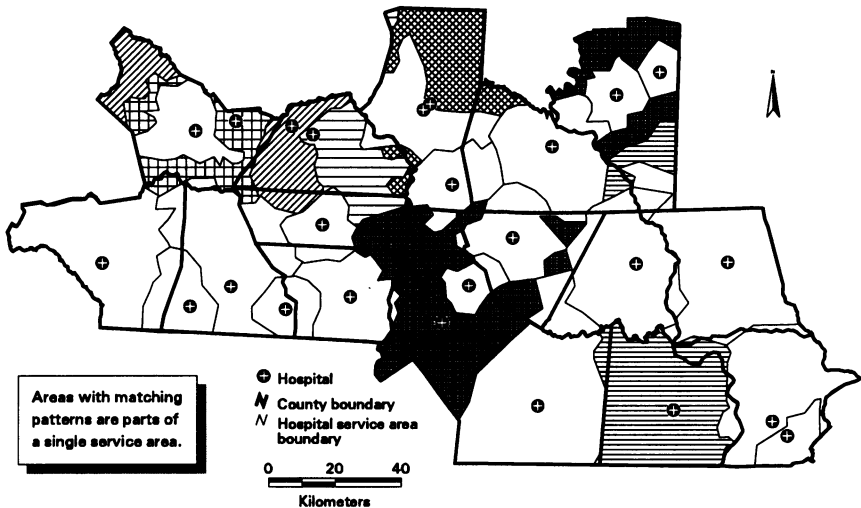 Areas with matching
patterns are parts of
a single service area.
Hospital
County boundary
Hospital service area
boundary
0 20 40
Kilometers